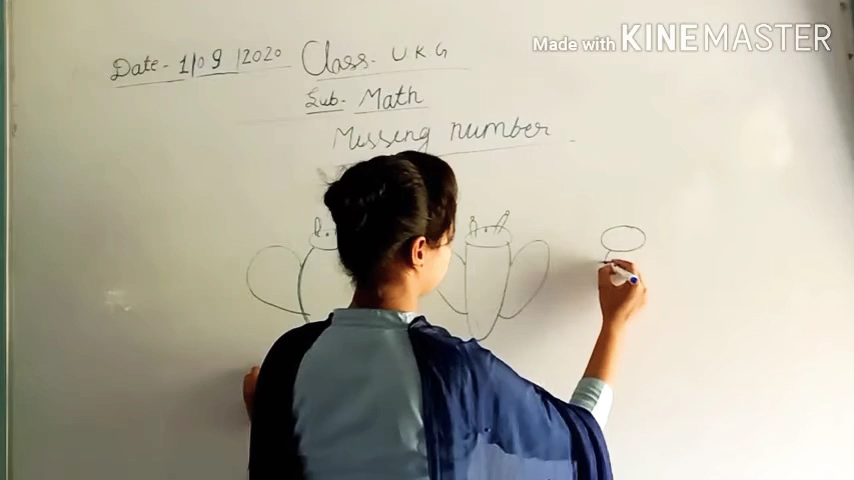 Made with KINEMASTER
Date - 1/09/2020 Class - UKG
Sub - Math
Missing number